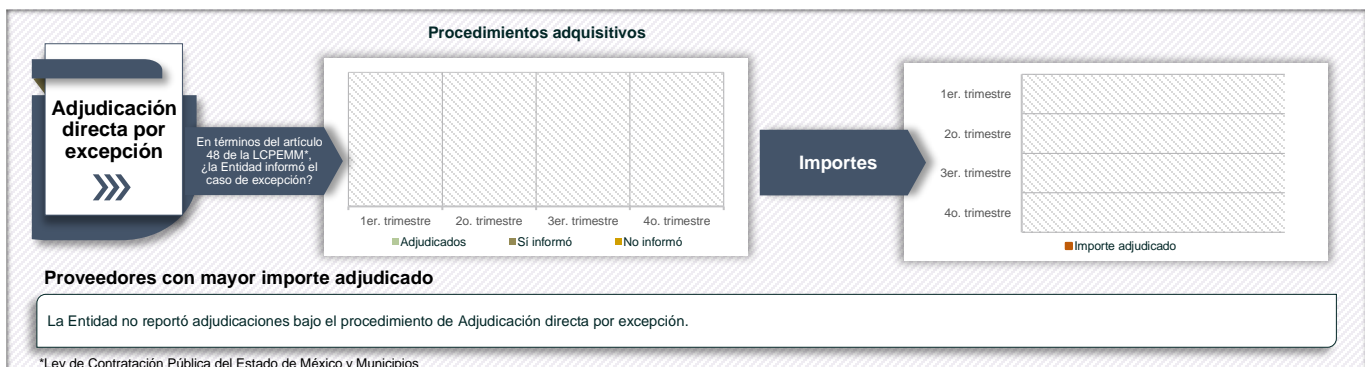 Procedimientos adquisitivos
Adjudicación
directa por
excepción
En términos del artículo
48 de la LCPEMM*,
¿la Entidad informó el
caso de excepción?
1er. trimestre 2o. trimestre 3er. trimestre 4o. trimestre
Adjudicados Sí informó No informó
Importes
1er. trimestre
2o. trimestre
3er. trimestre
4o. trimestre
Importe adjudicado
Proveedores con mayor importe adjudicado
La Entidad no reportó adjudicaciones bajo el procedimiento de Adjudicación directa por excepción.
*Ley de Contratación Pública del Estado de México y Municipios